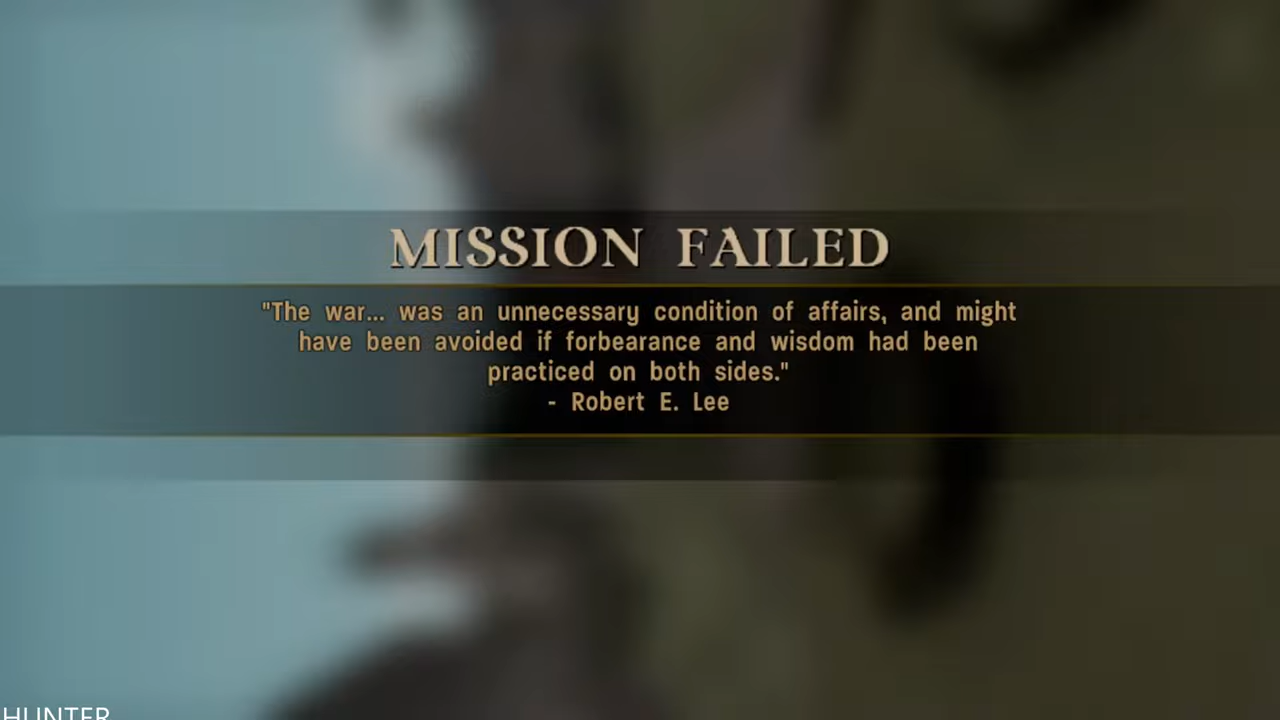 MISSION FAILED
"The war... was an unnecessary condition of affairs, and might
have been avoided if forbearance and wisdom had been
practiced on both sides."
- Robert E. Lee
HUNTER